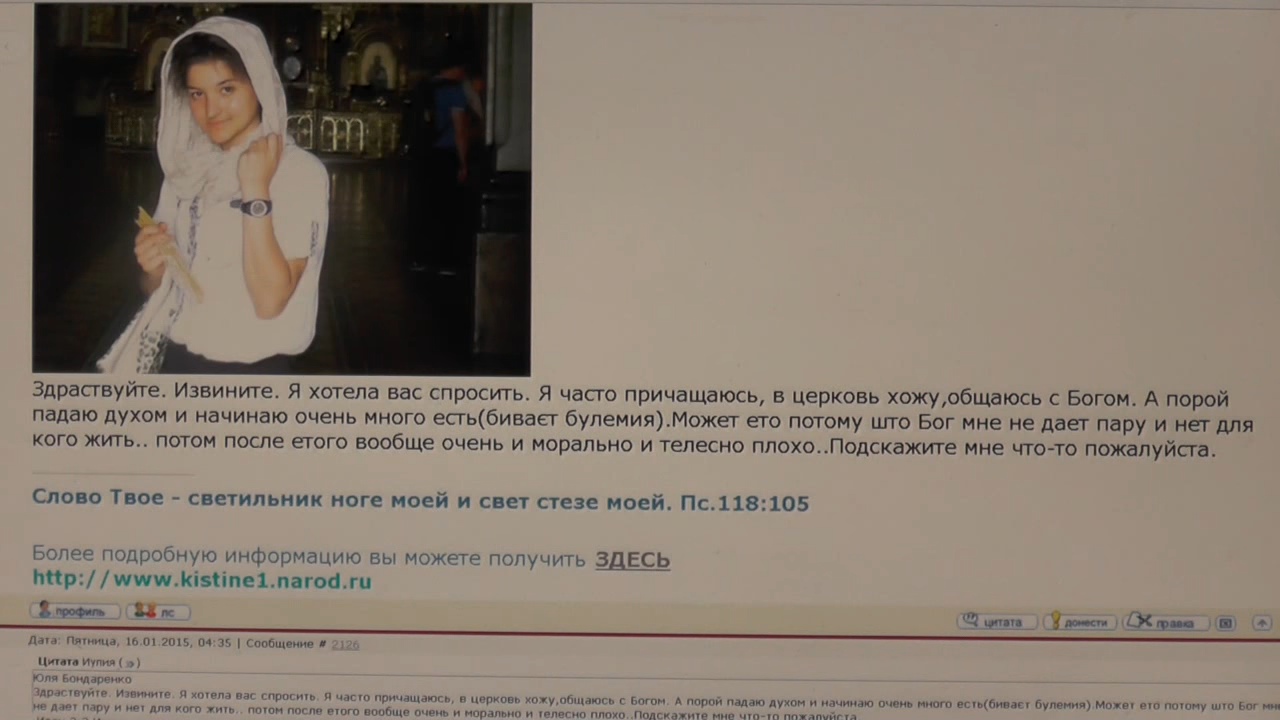 Здраствуйте. Извините. Я хотела вас спросить. Я часто причащаюсь, в церковь хожу,общаюсь с Богом. А порой
падаю духом и начинаю очень много есть(биваєт булемия).Может ето потому што Бог мне не дает пару и нет для
кого жить.. потом после етого вообще очень и морально и телесно плохо..Подскажите мне что-то пожалуйста.
Слово Твое - светильник ноге моей и свет стезе моей. Пс.118:105
Более подробную информацию вы можете получить ЗДЕСЬ
http://www.kistine1.narod.ru
профиль лс цитата донести правка
Дата: Пятница, 16.01.2015, 04:35 | Сообщение # 2126
Цитата Иулия ( )
Юля Бондаренко
Здраствуйте. Извините. Я хотела вас спросить. Я часто причащаюсь, в церковь хожу,общаюсь с Богом. А порой падаю духом и начинаю очень много есть(биваєт булемия).Может ето потому што Бог мне
не дает пару и нет для кого жить.. потом после етого вообще очень и морально и телесно плохо..Подскажите мне что-то пожалуйста